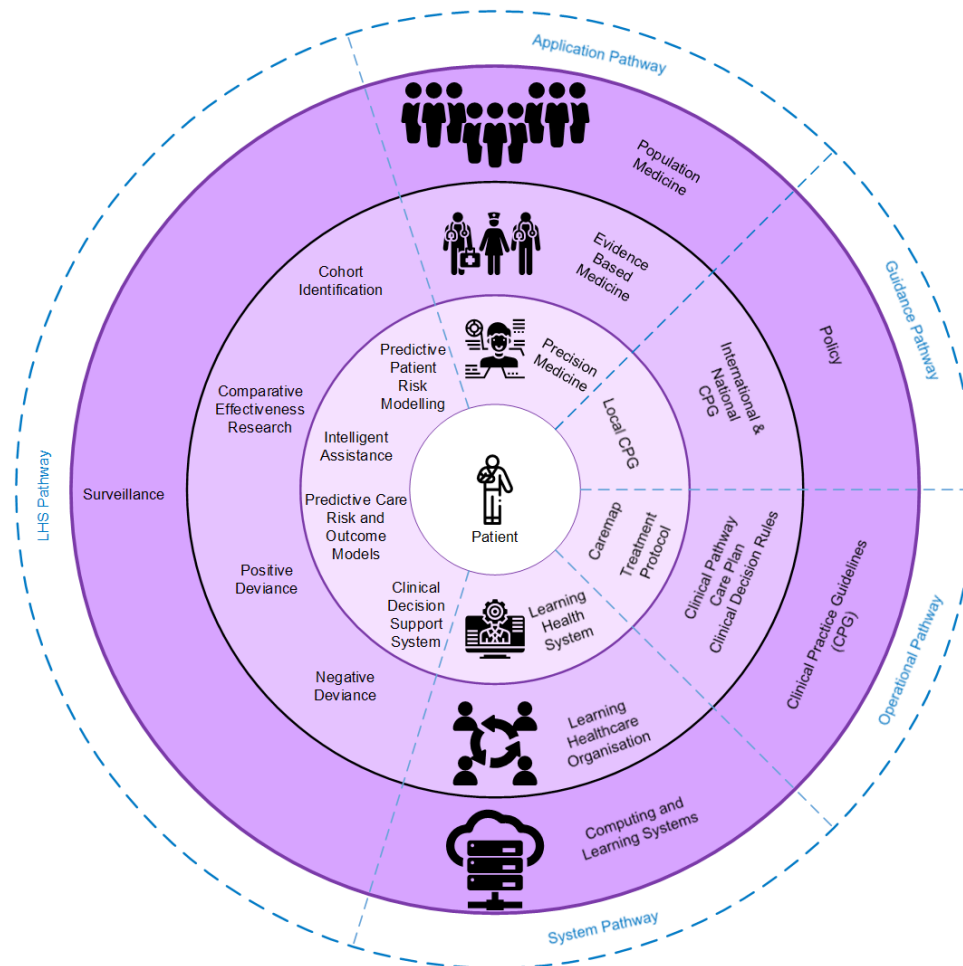 Application Pathway
Population
Medicine
Evidence
Based
Medicine
Precision
Medicine
Guidance Pathway
Policy
International &
National
CPG
Local CPG
Operational Pathway
Clinical Practice Guidelines
(CPG)
Clinical Pathway
Care Plan
Clinical Decision Rules
Caremap
Treatment
Protocol
System Pathway
Computing and
Learning Systems
Learning
Healthcare
Organisation
Learning
Health
System
LHS Pathway
Surveillance
Cohort
Identification
Comparative
Effectiveness
Research
Positive
Deviance
Negative
Deviance
Predictive
Patient
Risk
Modelling
Intelligent
Assistance
Predictive Care
Risk and
Outcome
Models
Clinical
Decision
Support
System
Patient